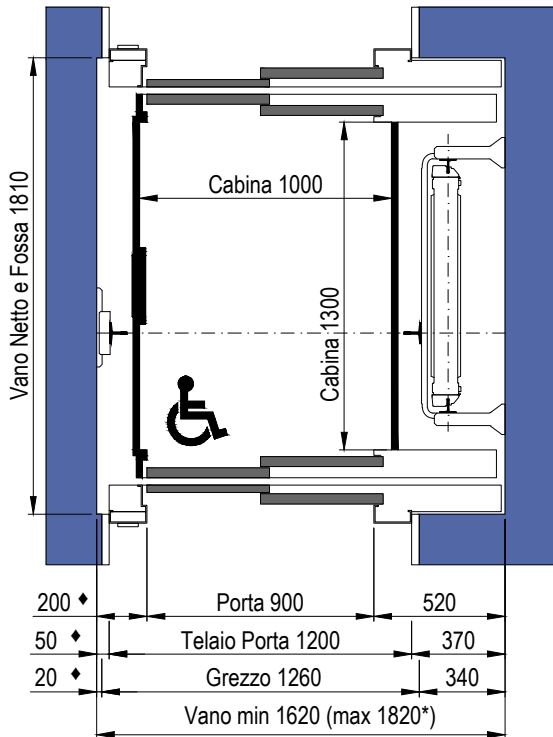 Vano Netto e Fossa 1810
Cabina 1000
Cabina 1300
200 ♦ Porta 900 520
50 ♦ Telaio Porta 1200 370
20 ♦ Grezzo 1260 340
Vano min 1620 (max 1820*)